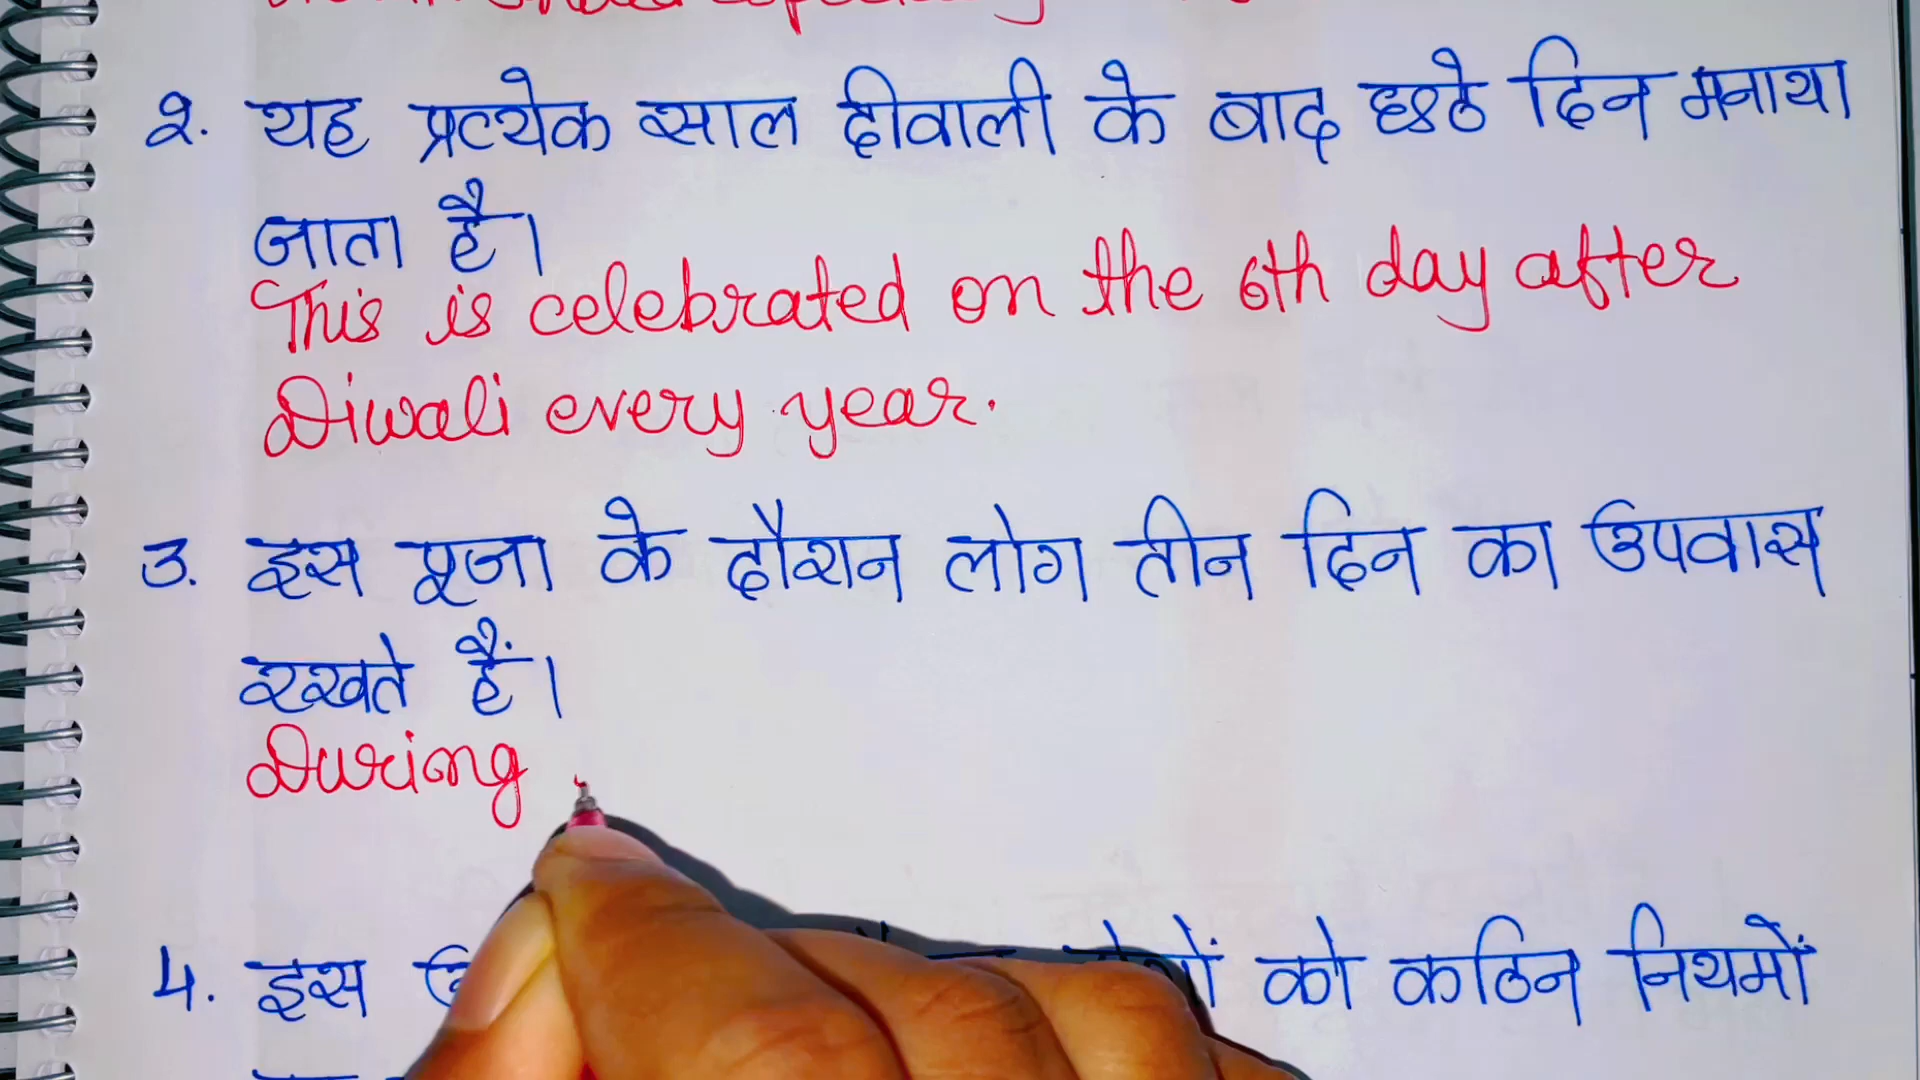 २. यह प्रत्येक साल दीवाली के बाद छठे दिन मनाया
जाता है।
This is celebrated on the 6th day after
Diwali every year.
3. इस पूजा के दौरान लोग तीन दिन का उपवास
रखते हैं।
During
4. इस को कठिन नियमों